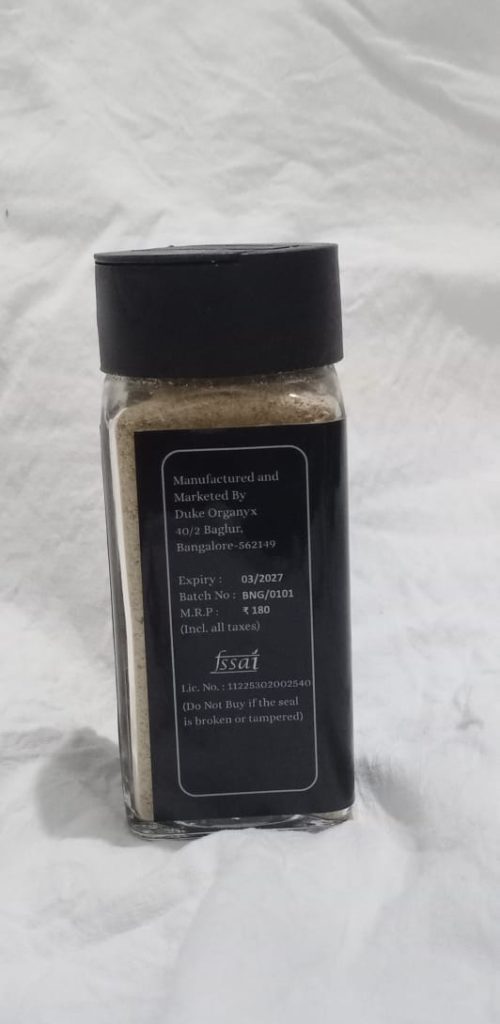 Manufactured and
Marketed By
Duke Organyx
40/2 Baglur,
Bangalore-562149
Expiry : 03/2027
Batch No : BNG/0101
M.R.P : ₹ 180
(Incl. all taxes)
fssai
Lic. No. : 11225302002540
(Do Not Buy if the seal
is broken or tampered)